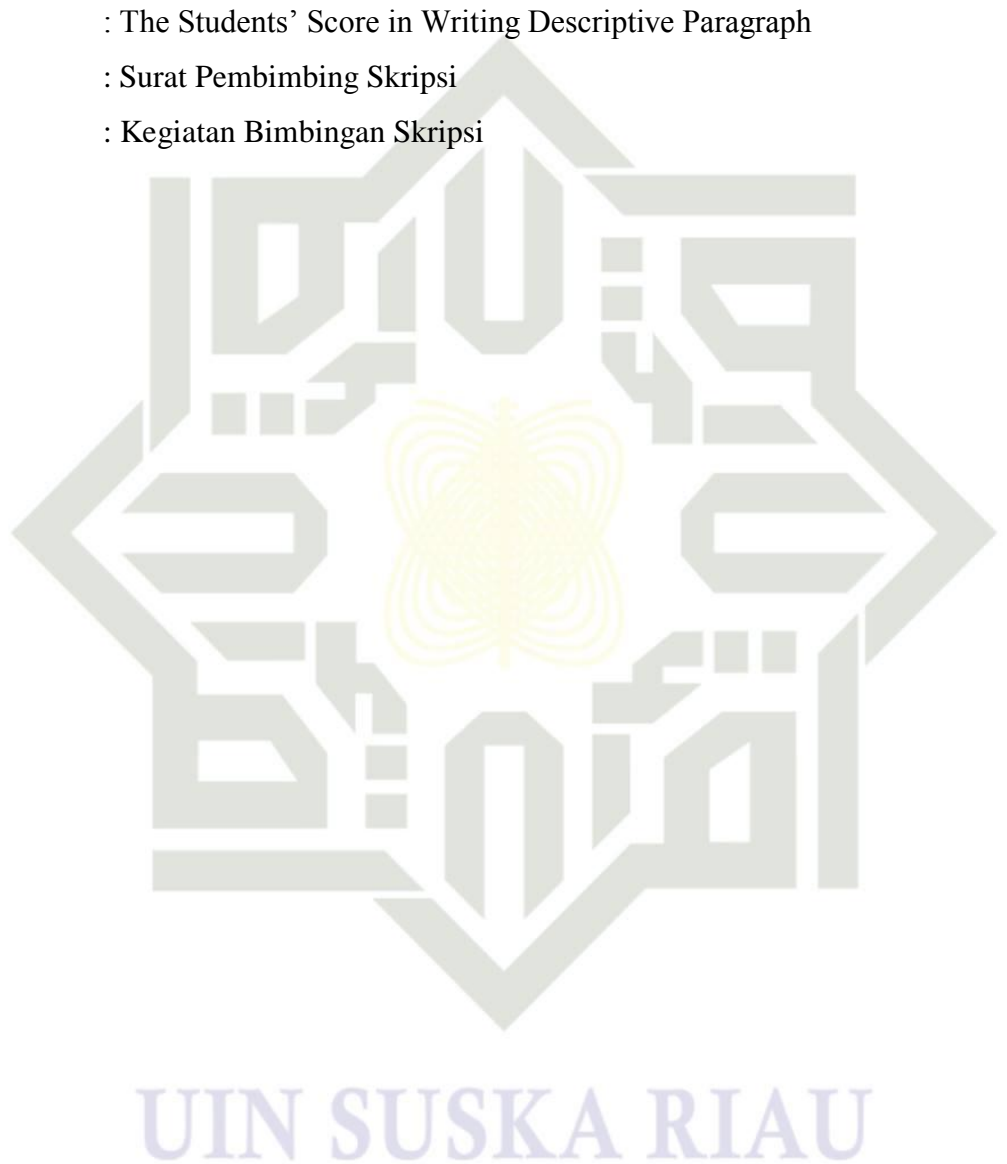 : The Students’ Score in Writing Descriptive Paragraph
: Surat Pembimbing Skripsi
: Kegiatan Bimbingan Skripsi
UIN SUSKA RIAU